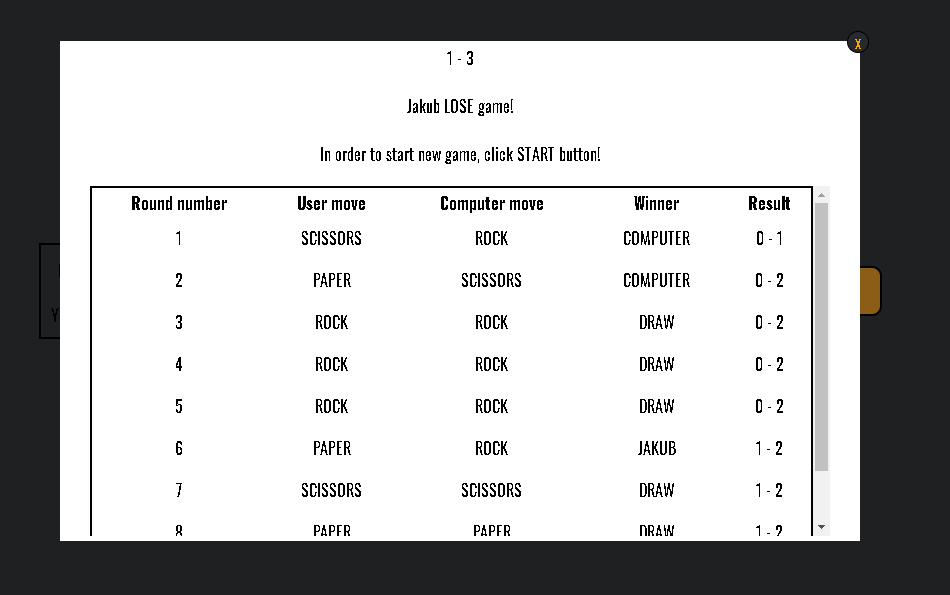 X
1 - 3
Jakub LOSE game!
In order to start new game, click START button!
Round number User move Computer move Winner Result
1 SCISSORS ROCK COMPUTER 0 - 1
2 PAPER SCISSORS COMPUTER 0 - 2
3 ROCK ROCK DRAW 0 - 2
4 ROCK ROCK DRAW 0 - 2
5 ROCK ROCK DRAW 0 - 2
6 PAPER ROCK JAKUB 1 - 2
7 SCISSORS SCISSORS DRAW 1 - 2
8 PAPER PAPER DRAW 1 - 2